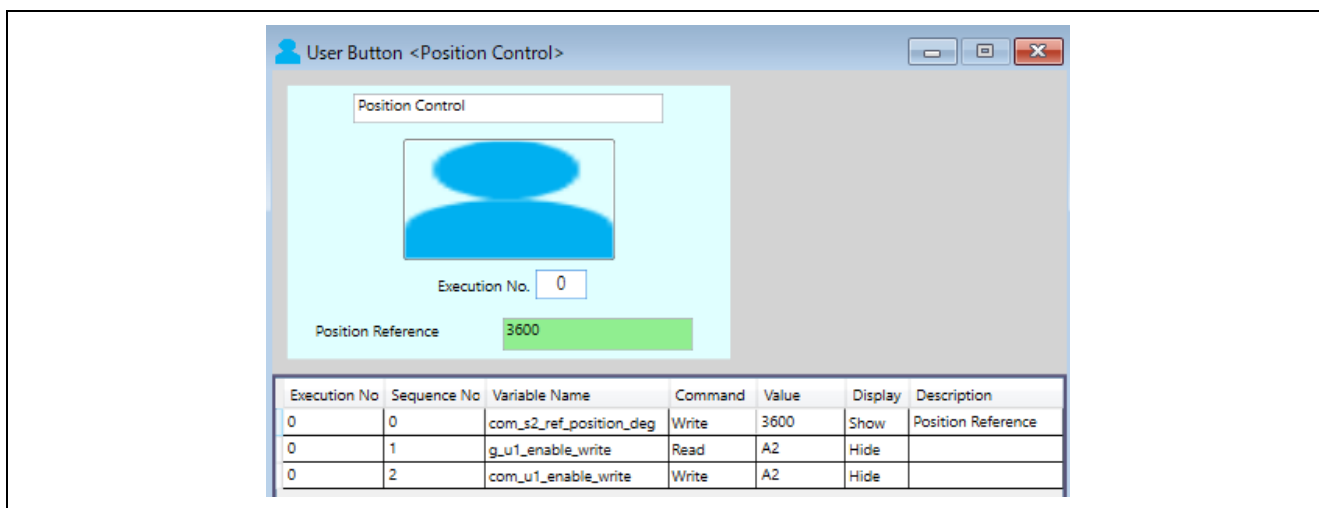 User Button <Position Control>
Position Control
Execution No. 0
Position Reference 3600
Execution No Sequence No Variable Name Command Value Display Description
0 0 com_s2_ref_position_deg Write 3600 Show Position Reference
0 1 g_u1_enable_write Read A2 Hide
0 2 com_u1_enable_write Write A2 Hide